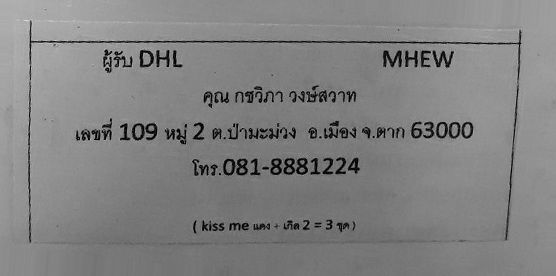 ผู้รับ DHL MHEW
คุณ กชวิภา วงษ์สวาท
เลขที่ 109 หมู่ 2 ต.ป่ามะม่วง อ.เมือง จ.ตาก 63000
โทร.081-8881224
( kiss me แดง + เกิล 2 = 3 ชุด )